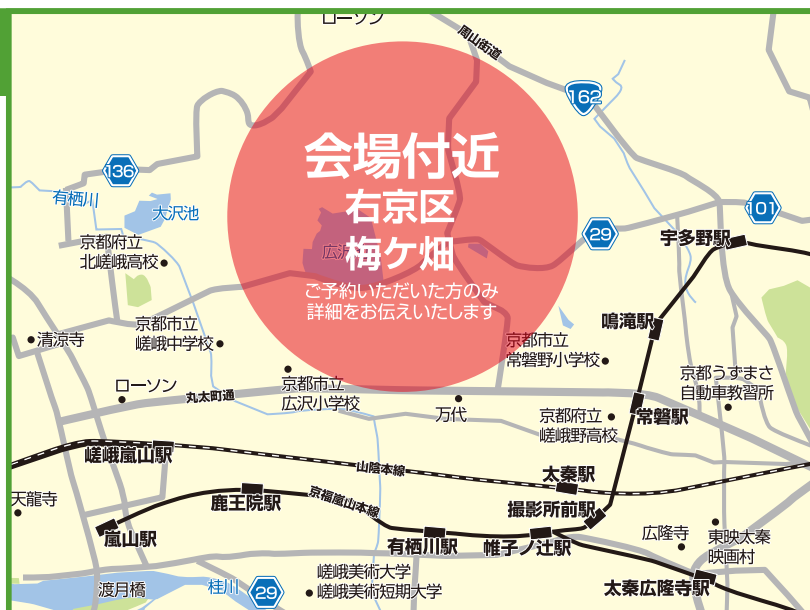 ローソン
周山街道
162
会場付近
136
右京区
有栖川
大沢池
101
29
宇多野駅
京都府立
北嵯峨高校
広沢
梅ケ畑
ご予約いただいた方のみ
詳細をお伝えいたします
鳴滝駅
京都市立
嵯峨中学校
清涼寺
京都市立
常磐野小学校
京都うずまさ
自動車教習所
ローソン
丸太町通
京都市立
広沢小学校
万代
京都府立
嵯峨野高校
常磐駅
嵯峨嵐山駅
山陰本線
太秦駅
天龍寺
鹿王院駅
京福嵐山本線
撮影所前駅
嵐山駅
有栖川駅
帷子ノ辻駅
広隆寺
東映太秦
映画村
渡月橋
桂川
29
嵯峨美術大学
嵯峨美術短期大学
太秦広隆寺駅